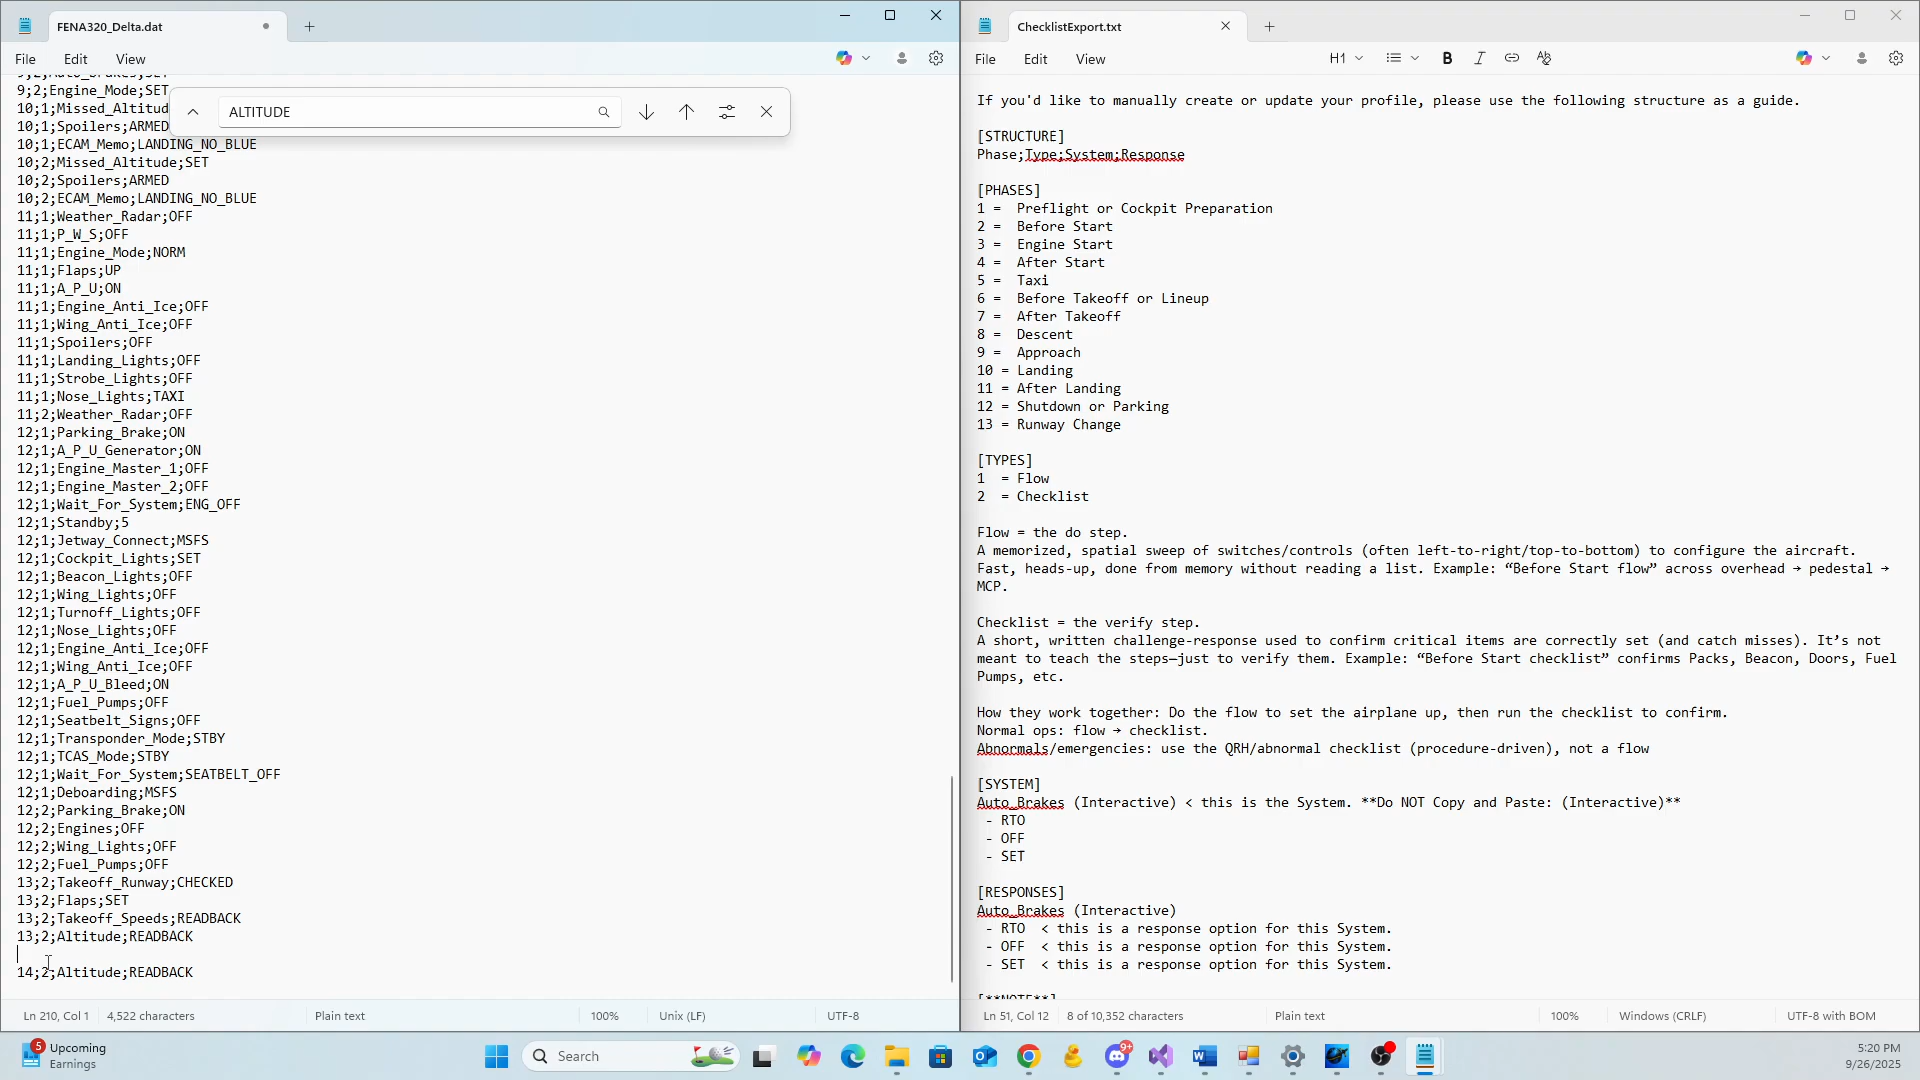 FENA320_Delta.dat
File
Edit
View
9;2;Auto_Brakes;SET
9;2;Engine_Mode;SET
ALTITUDE
10;1;Missed_Altitud
10;1;Spoilers;ARMED
10;1;ECAM_Memo;LANDING_NO_BLUE
10;2;Missed_Altitude;SET
10;2;Spoilers;ARMED
10;2;ECAM_Memo;LANDING_NO_BLUE
11;1;Weather_Radar;OFF
11;1;P_W_S;OFF
11;1;Engine_Mode;NORM
11;1;Flaps;UP
11;1;A_P_U;ON
11;1;Engine_Anti_Ice;OFF
11;1;Wing_Anti_Ice;OFF
11;1;Spoilers;OFF
11;1;Landing_Lights;OFF
11;1;Strobe_Lights;OFF
11;1;Nose_Lights;TAXI
11;2;Weather_Radar;OFF
12;1;Parking_Brake;ON
12;1;A_P_U_Generator;ON
12;1;Engine_Master_1;OFF
12;1;Engine_Master_2;OFF
12;1;Wait_For_System;ENG_OFF
12;1;Standby;5
12;1;Jetway_Connect;MSFS
12;1;Cockpit_Lights;SET
12;1;Beacon_Lights;OFF
12;1;Wing_Lights;OFF
12;1;Turnoff_Lights;OFF
12;1;Nose_Lights;OFF
12;1;Engine_Anti_Ice;OFF
12;1;Wing_Anti_Ice;OFF
12;1;A_P_U_Bleed;ON
12;1;Fuel_Pumps;OFF
12;1;Seatbelt_Signs;OFF
12;1;Transponder_Mode;STBY
12;1;TCAS_Mode;STBY
12;1;Wait_For_System;SEATBELT_OFF
12;1;Deboarding;MSFS
12;2;Parking_Brake;ON
12;2;Engines;OFF
12;2;Wing_Lights;OFF
12;2;Fuel_Pumps;OFF
13;2;Takeoff_Runway;CHECKED
13;2;Flaps;SET
13;2;Takeoff_Speeds;READBACK
13;2;Altitude;READBACK
14;2;Altitude;READBACK
Ln 210, Col 1
4,522 characters
Plain text
100%
Unix (LF)
UTF-8
ChecklistExport.txt
File
Edit
View
H1
B
I
If you'd like to manually create or update your profile, please use the following structure as a guide.
[STRUCTURE]
Phase;Type;System;Response
[PHASES]
1 =  Preflight or Cockpit Preparation
2 =  Before Start
3 =  Engine Start
4 =  After Start
5 =  Taxi
6 =  Before Takeoff or Lineup
7 =  After Takeoff
8 =  Descent
9 =  Approach
10 = Landing
11 = After Landing
12 = Shutdown or Parking
13 = Runway Change
[TYPES]
1  = Flow
2  = Checklist
Flow = the do step.
A memorized, spatial sweep of switches/controls (often left-to-right/top-to-bottom) to configure the aircraft.
Fast, heads-up, done from memory without reading a list. Example: “Before Start flow” across overhead → pedestal →
MCP.
Checklist = the verify step.
A short, written challenge-response used to confirm critical items are correctly set (and catch misses). It’s not
meant to teach the steps—just to verify them. Example: “Before Start checklist” confirms Packs, Beacon, Doors, Fuel
Pumps, etc.
How they work together: Do the flow to set the airplane up, then run the checklist to confirm.
Normal ops: flow → checklist.
Abnormals/emergencies: use the QRH/abnormal checklist (procedure-driven), not a flow
[SYSTEM]
Auto_Brakes (Interactive) < this is the System. **Do NOT Copy and Paste: (Interactive)**
- RTO
- OFF
- SET
[RESPONSES]
Auto_Brakes (Interactive)
- RTO  < this is a response option for this System.
- OFF  < this is a response option for this System.
- SET  < this is a response option for this System.
[**NOTE**]
Ln 51, Col 12
8 of 10,352 characters
Plain text
100%
Windows (CRLF)
UTF-8 with BOM
5
Upcoming
Earnings
Search
9+
5:20 PM
9/26/2025